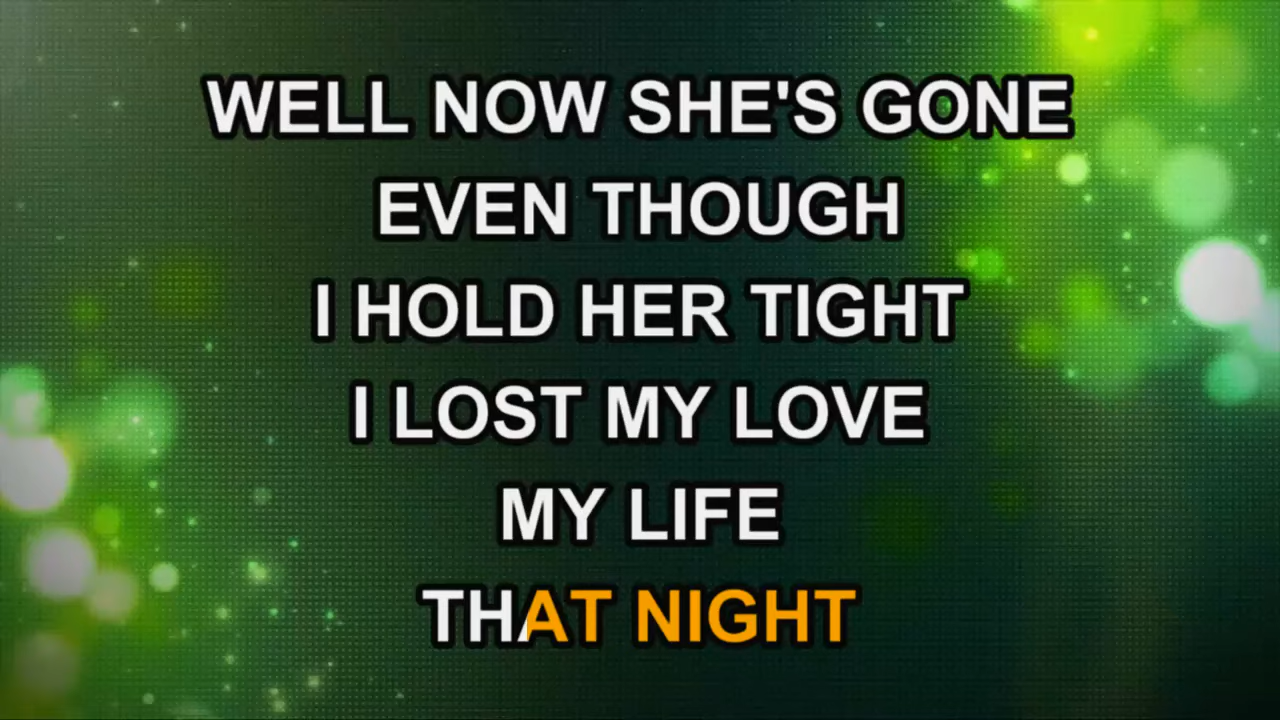 WELL NOW SHE'S GONE
EVEN THOUGH
I HOLD HER TIGHT
I LOST MY LOVE
MY LIFE
THAT NIGHT